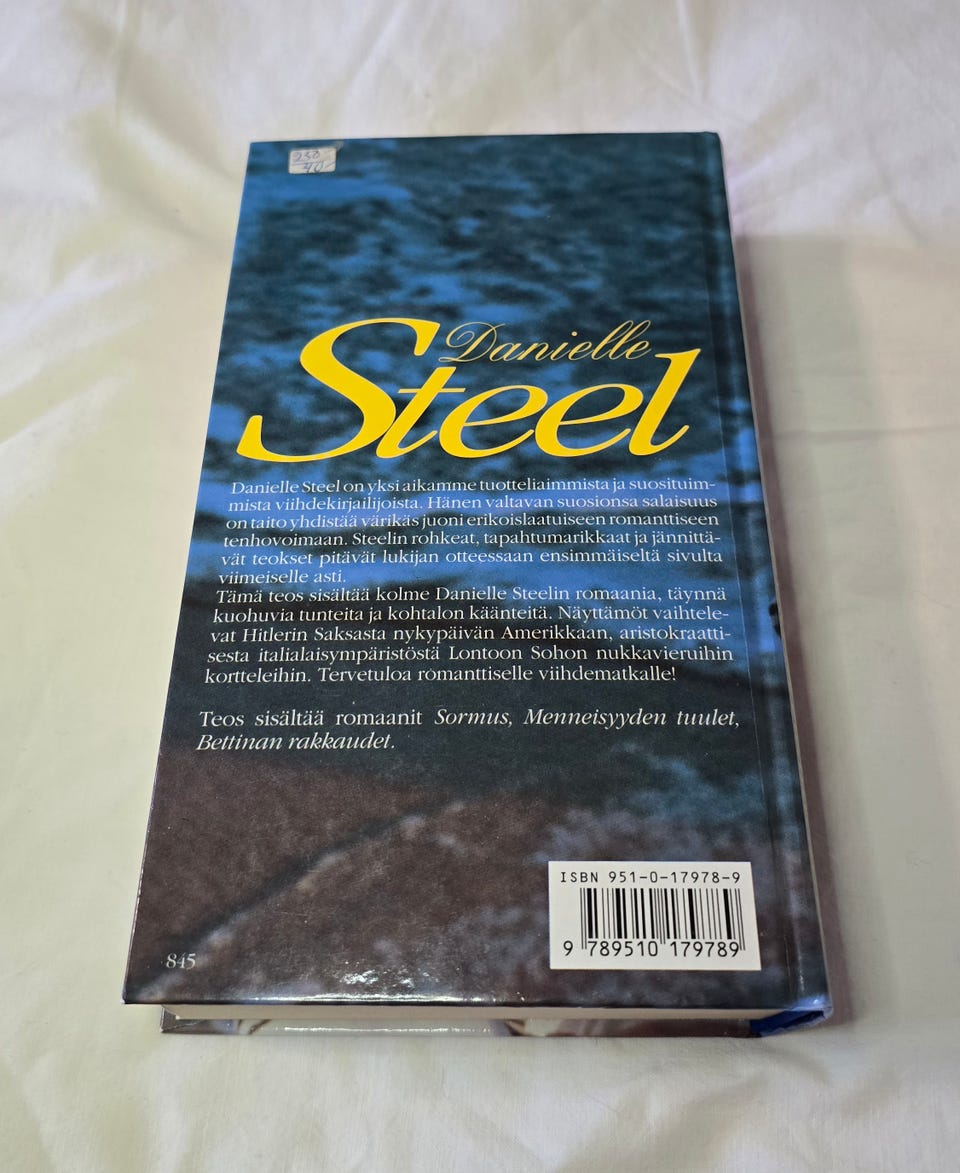 250
40
Danielle
Steel
Danielle Steel on yksi aikamme tuotteliaimmista ja suosituim-
mista viihdekirjailijoista. Hänen valtavan suosionsa salaisuus
on taito yhdistää värikäs juoni erikoislaatuiseen romanttiseen
tenhovoimaan. Steelin rohkeat, tapahtumarikkaat ja jännittä-
vät teokset pitävät lukijan otteessaan ensimmäiseltä sivulta
viimeiselle asti.
Tämä teos sisältää kolme Danielle Steelin romaania, täynnä
kuohuvia tunteita ja kohtalon käänteitä. Näyttämöt vaihtele-
vat Hitlerin Saksasta nykypäivän Amerikkaan, aristokraatti-
sesta italialaisympäristöstä Lontoon Sohon nukkavieruihin
kortteleihin. Tervetuloa romanttiselle viihdematkalle!
Teos sisältää romaanit Sormus, Menneisyyden tuulet,
Bettinan rakkaudet.
ISBN 951-0-17978-9
9 789510 179789
845